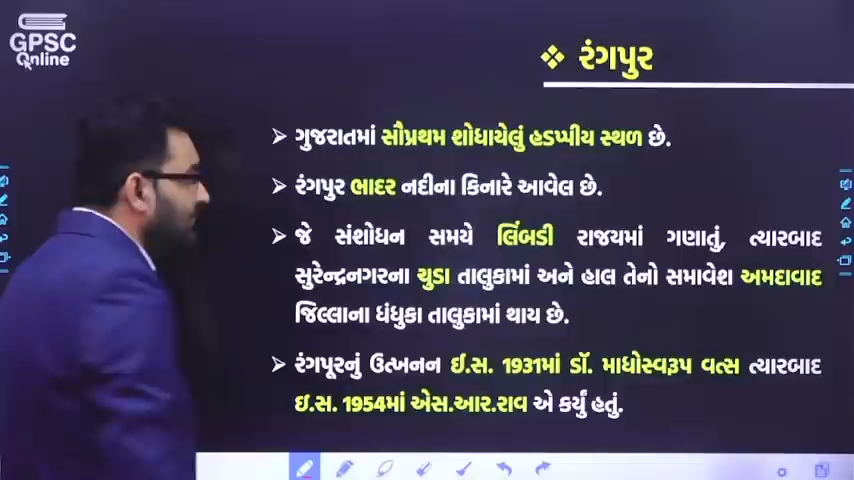 GPSC
Online
❖ રંગપુર
➢ ગુજરાતમાં સૌપ્રથમ શોધાયેલું હડપ્પીય સ્થળ છે.
➢ રંગપુર ભાદર નદીના કિનારે આવેલ છે.
➢ જે સંશોધન સમયે લિંબડી રાજયમાં ગણાતું, ત્યારબાદ
સુરેન્દ્રનગરના ચુડા તાલુકામાં અને હાલ તેનો સમાવેશ અમદાવાદ
જિલ્લાના ધંધુકા તાલુકામાં થાય છે.
➢ રંગપૂરનું ઉત્ખનન ઈ.સ. 1931માં ડૉ. માધોસ્વરૂપ વત્સ ત્યારબાદ
ઇ.સ. 1954માં એસ.આર.રાવ એ કર્યું હતું.